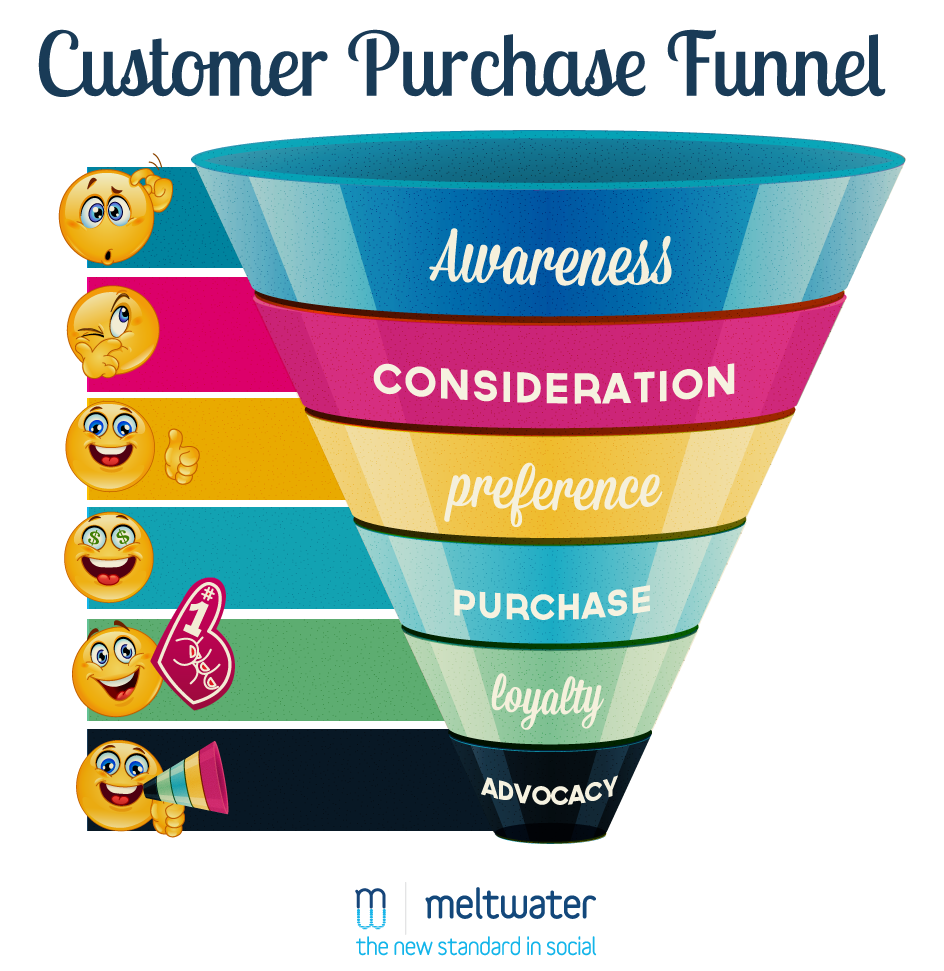 Customer Purchase Funnel
Awareness
CONSIDERATION
preference
PURCHASE
$ $
#
1
loyalty
ADVOCACY
m meltwater
the new standard in social